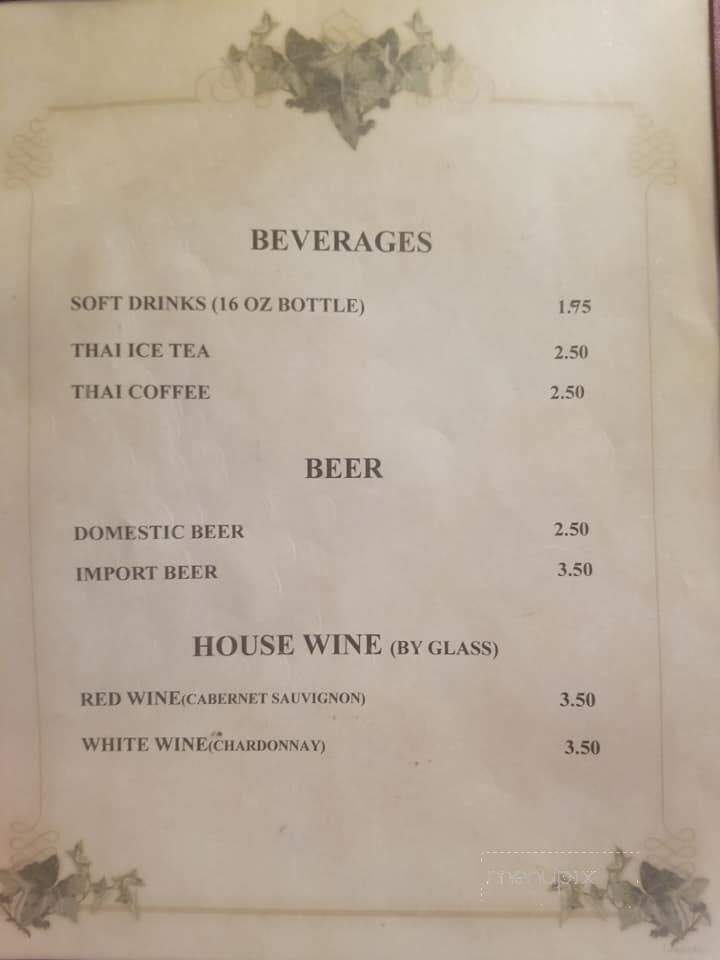 BEVERAGES
SOFT DRINKS (16 OZ BOTTLE) 1.75
THAI ICE TEA 2.50
THAI COFFEE 2.50
BEER
DOMESTIC BEER 2.50
IMPORT BEER 3.50
HOUSE WINE (BY GLASS)
RED WINE(CABERNET SAUVIGNON) 3.50
WHITE WINE(CHARDONNAY) 3.50
menupix